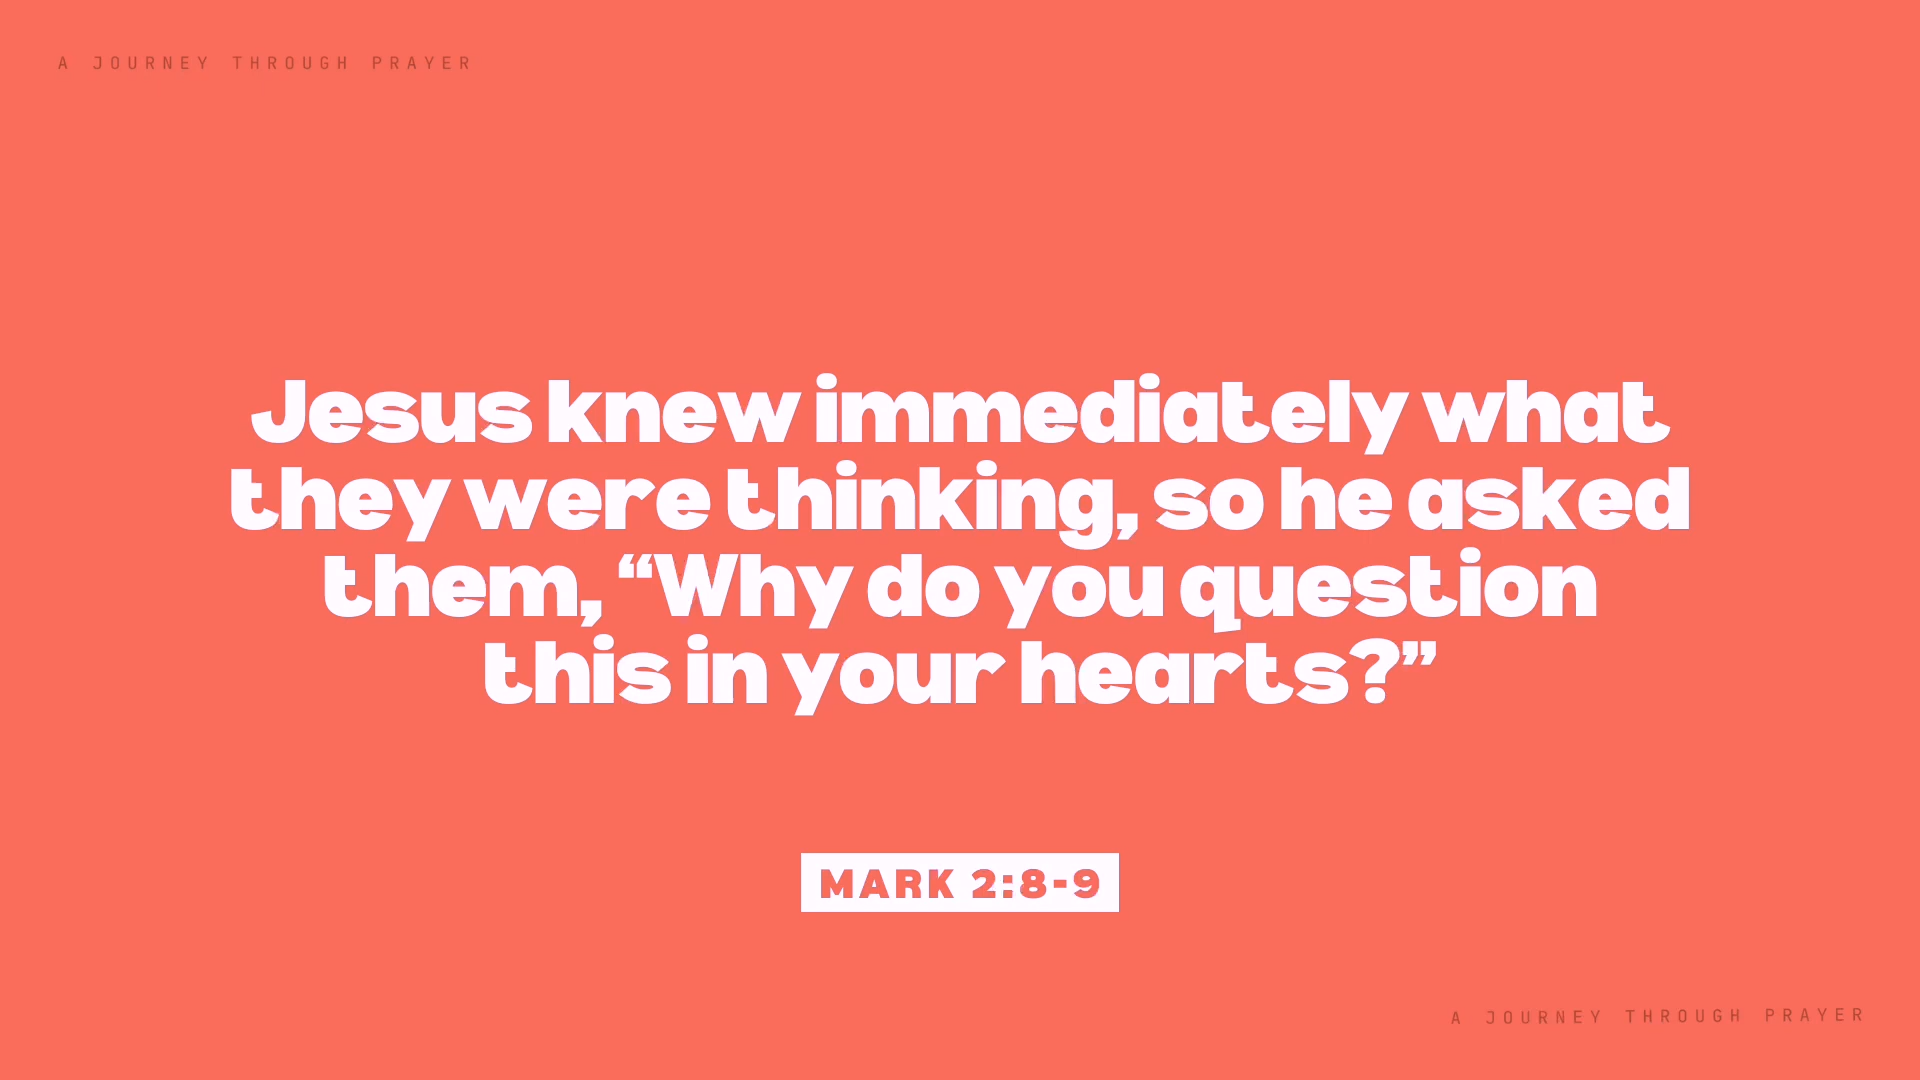 A JOURNEY THROUGH PRAYER
Jesus knew immediately what
they were thinking, so he asked
them, “Why do you question
this in your hearts?”
MARK 2:8-9
A JOURNEY THROUGH PRAYER